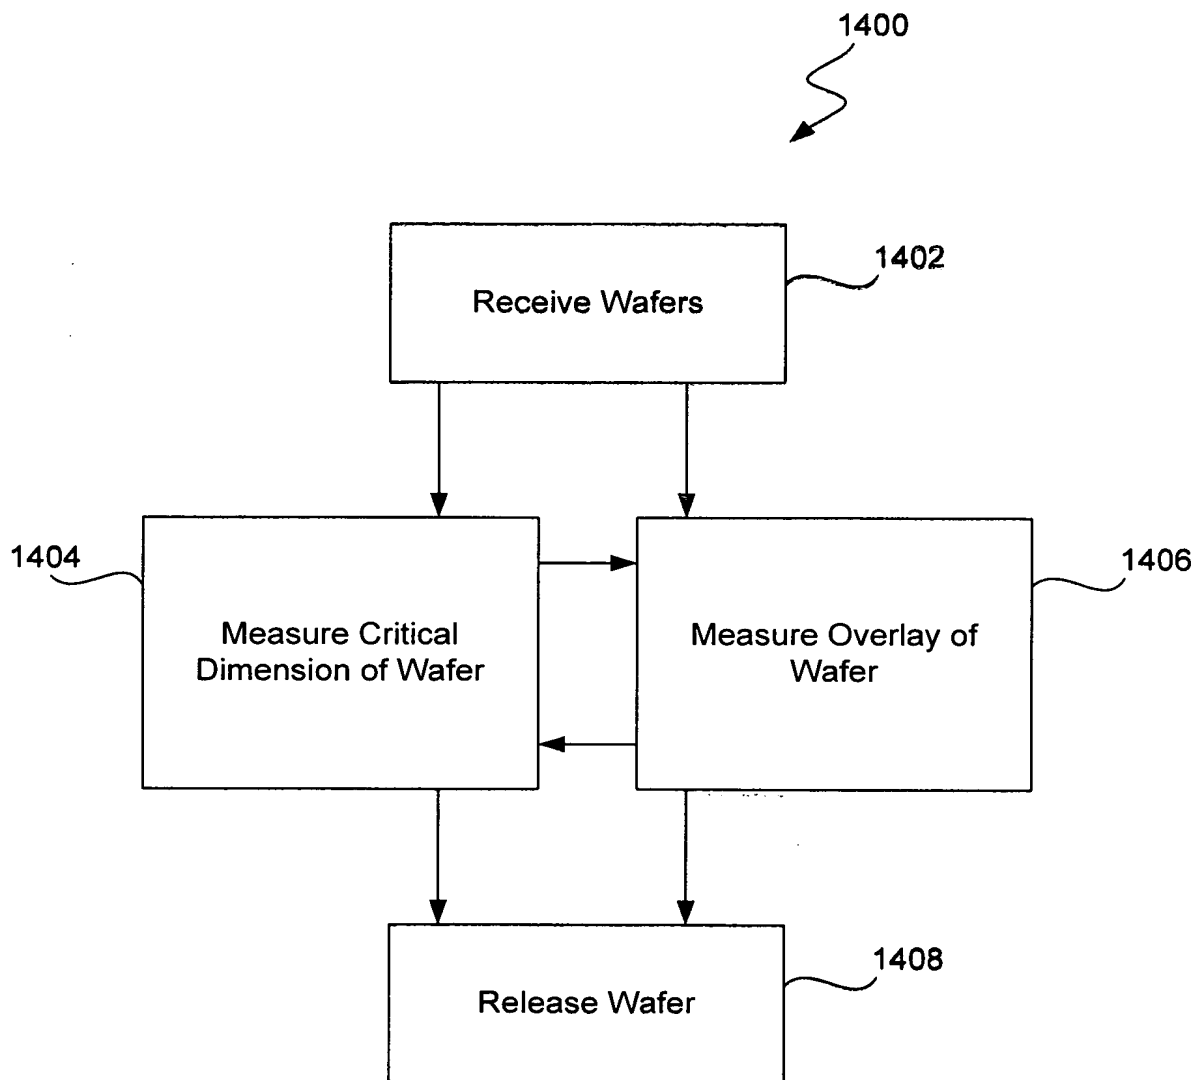 1400
1402
Receive Wafers
1404
1406
Measure Critical
Dimension of Wafer
Measure Overlay of
Wafer
1408
Release Wafer